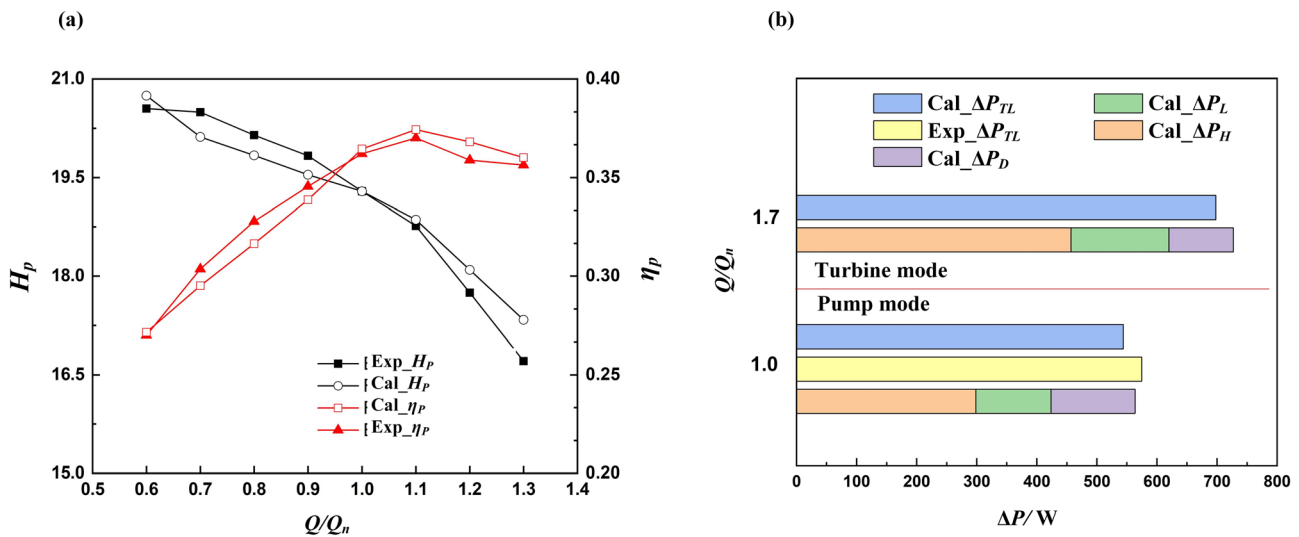 (a)
21.0
19.5
18.0
16.5
15.0
H_p
0.40
0.35
0.30
0.25
0.20
η_p
Exp_H_P
Cal_H_P
Cal_η_P
Exp_η_P
0.5 0.6 0.7 0.8 0.9 1.0 1.1 1.2 1.3 1.4
Q/Q_n
(b)
Cal_ΔP_TL Cal_ΔP_L
Exp_ΔP_TL Cal_ΔP_H
Cal_ΔP_D
1.7
Q/Q_n
Turbine mode
Pump mode
1.0
0 100 200 300 400 500 600 700 800
ΔP/ W